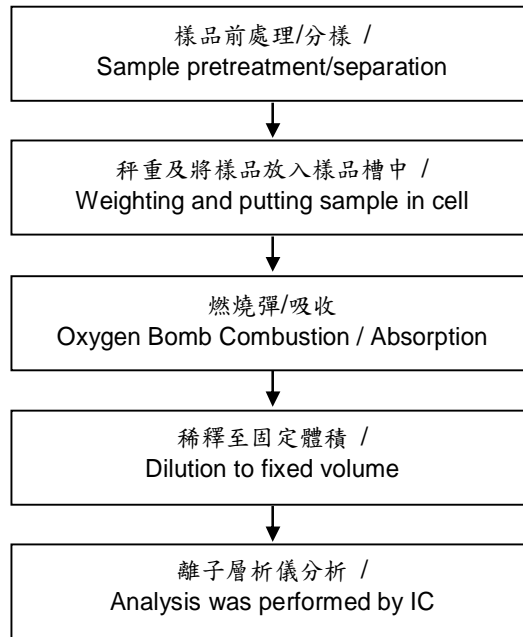 樣品前處理/分樣 /
Sample pretreatment/separation
秤重及將樣品放入樣品槽中 /
Weighting and putting sample in cell
燃燒彈/吸收
Oxygen Bomb Combustion / Absorption
稀釋至固定體積 /
Dilution to fixed volume
離子層析儀分析 /
Analysis was performed by IC